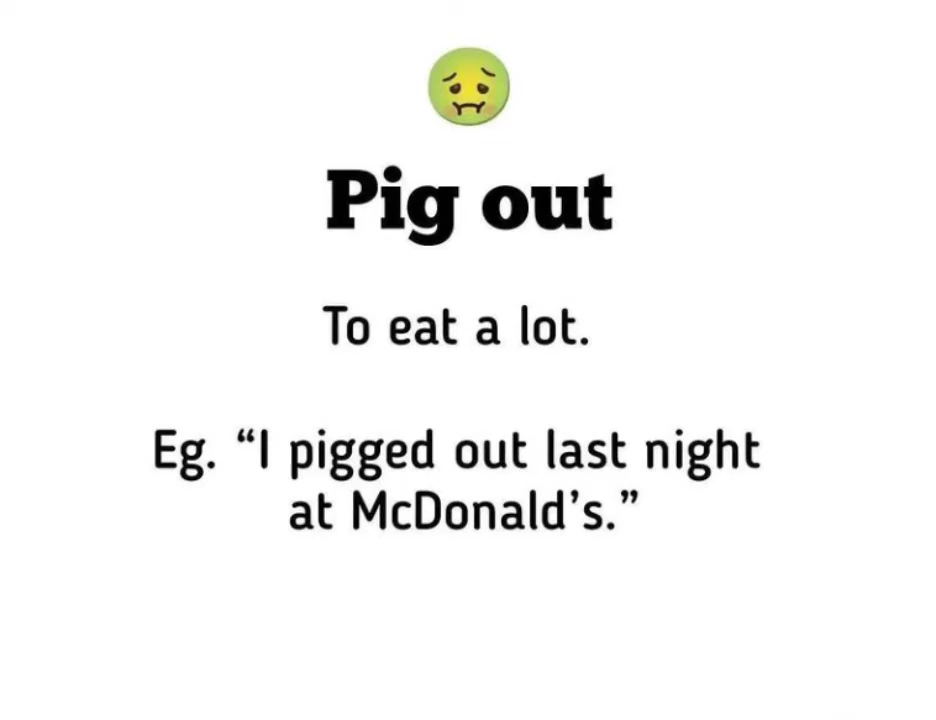 Pig out
To eat a lot.
Eg. “I pigged out last night
at McDonald’s.”